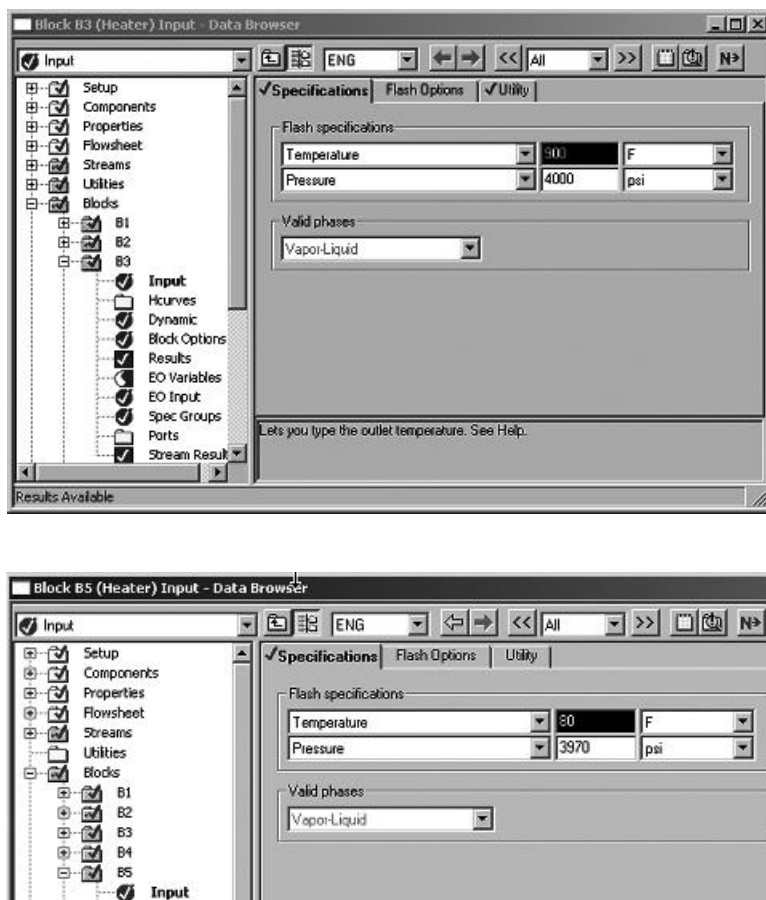 Block B3 (Heater) Input - Data Browser
Input
ENG
<<
All
>>
N>
Setup
Components
Properties
Flowsheet
Streams
Utilities
Blocks
B1
B2
B3
Input
Hcurves
Dynamic
Block Options
Results
EO Variables
EO Input
Spec Groups
Ports
Stream Result
Specifications
Flash Options
Utility
Flash specifications
Temperature
900
F
Pressure
4000
psi
Valid phases
Vapor-Liquid
Lets you type the outlet temperature. See Help.
Results Available
Block B5 (Heater) Input - Data Browser
Input
ENG
<<
All
>>
N>
Setup
Components
Properties
Flowsheet
Streams
Utilities
Blocks
B1
B2
B3
B4
B5
Input
Specifications
Flash Options
Utility
Flash specifications
Temperature
80
F
Pressure
3970
psi
Valid phases
Vapor-Liquid